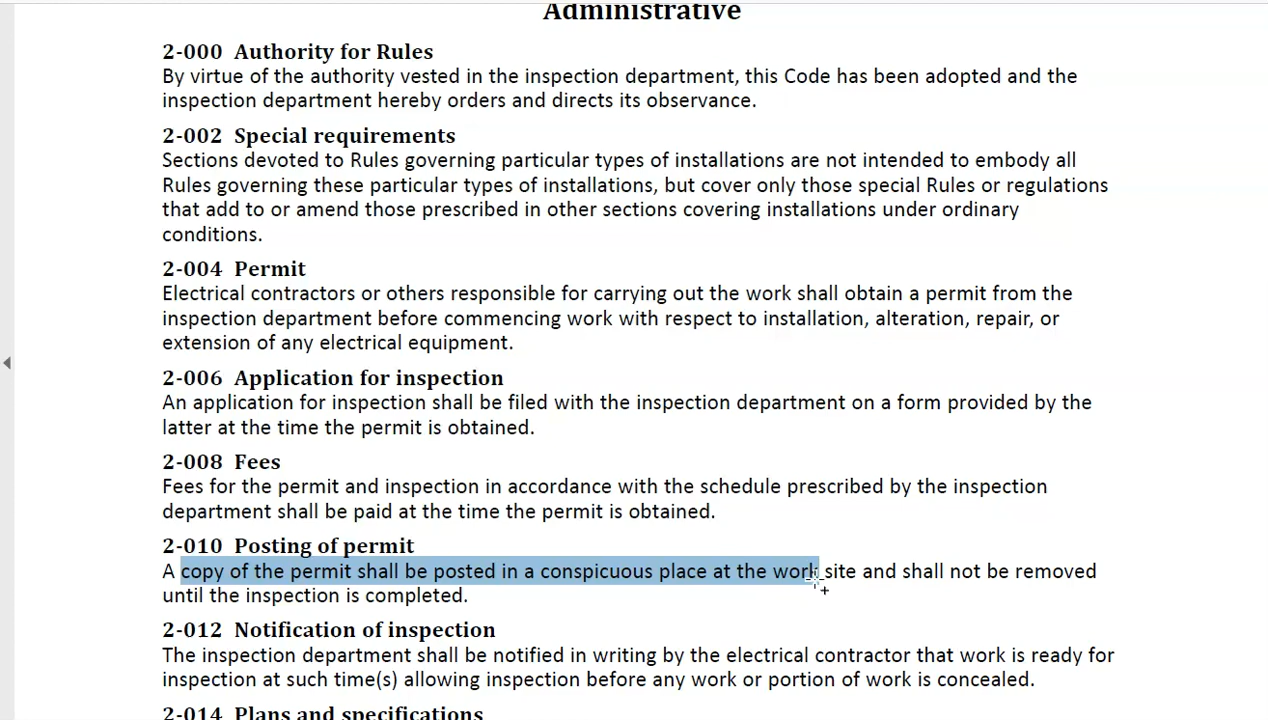 Administrative
2-000 Authority for Rules
By virtue of the authority vested in the inspection department, this Code has been adopted and the
inspection department hereby orders and directs its observance.
2-002 Special requirements
Sections devoted to Rules governing particular types of installations are not intended to embody all
Rules governing these particular types of installations, but cover only those special Rules or regulations
that add to or amend those prescribed in other sections covering installations under ordinary
conditions.
2-004 Permit
Electrical contractors or others responsible for carrying out the work shall obtain a permit from the
inspection department before commencing work with respect to installation, alteration, repair, or
extension of any electrical equipment.
2-006 Application for inspection
An application for inspection shall be filed with the inspection department on a form provided by the
latter at the time the permit is obtained.
2-008 Fees
Fees for the permit and inspection in accordance with the schedule prescribed by the inspection
department shall be paid at the time the permit is obtained.
2-010 Posting of permit
A copy of the permit shall be posted in a conspicuous place at the work site and shall not be removed
until the inspection is completed.
2-012 Notification of inspection
The inspection department shall be notified in writing by the electrical contractor that work is ready for
inspection at such time(s) allowing inspection before any work or portion of work is concealed.
2-014 Plans and specifications